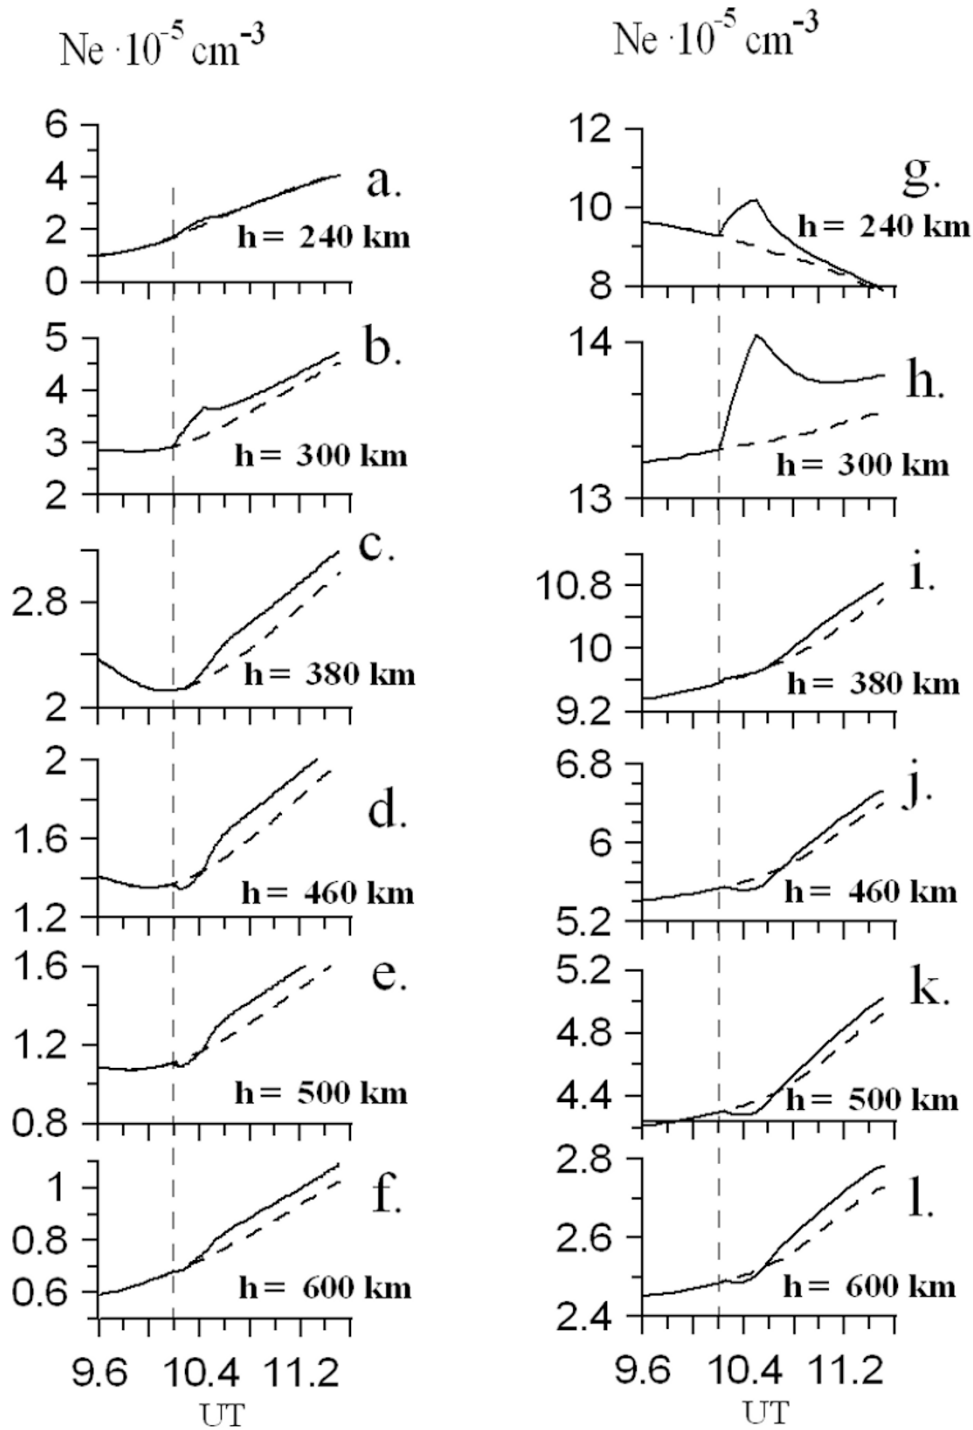 Ne ·10⁻⁵ cm⁻³
6
4
2
0
a.
h = 240 km
5
4
3
2
b.
h = 300 km
2.8
2
c.
h = 380 km
2
1.6
1.2
d.
h = 460 km
1.6
1.2
0.8
e.
h = 500 km
1
0.8
0.6
f.
h = 600 km
9.6 10.4 11.2
UT
Ne ·10⁻⁵ cm⁻³
12
10
8
g.
h = 240 km
14
13
h.
h = 300 km
10.8
10
9.2
i.
h = 380 km
6.8
6
5.2
j.
h = 460 km
5.2
4.8
4.4
k.
h = 500 km
2.8
2.6
2.4
l.
h = 600 km
9.6 10.4 11.2
UT